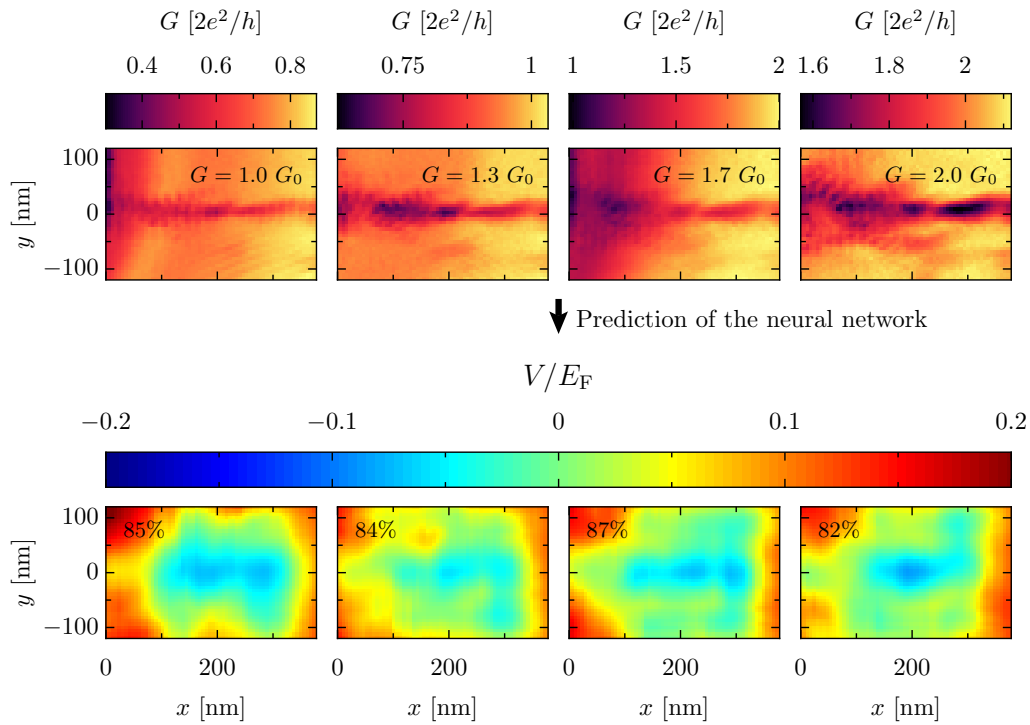 G [2e²/h] G [2e²/h] G [2e²/h] G [2e²/h]
0.4 0.6 0.8 0.75 1 1 1.5 2 1.6 1.8 2
100
0
−100
y [nm]
G = 1.0 G₀ G = 1.3 G₀ G = 1.7 G₀ G = 2.0 G₀
Prediction of the neural network
V/E_F
−0.2 −0.1 0 0.1 0.2
100
0
−100
y [nm]
85% 84% 87% 82%
0 200 0 200 0 200 0 200
x [nm] x [nm] x [nm] x [nm]